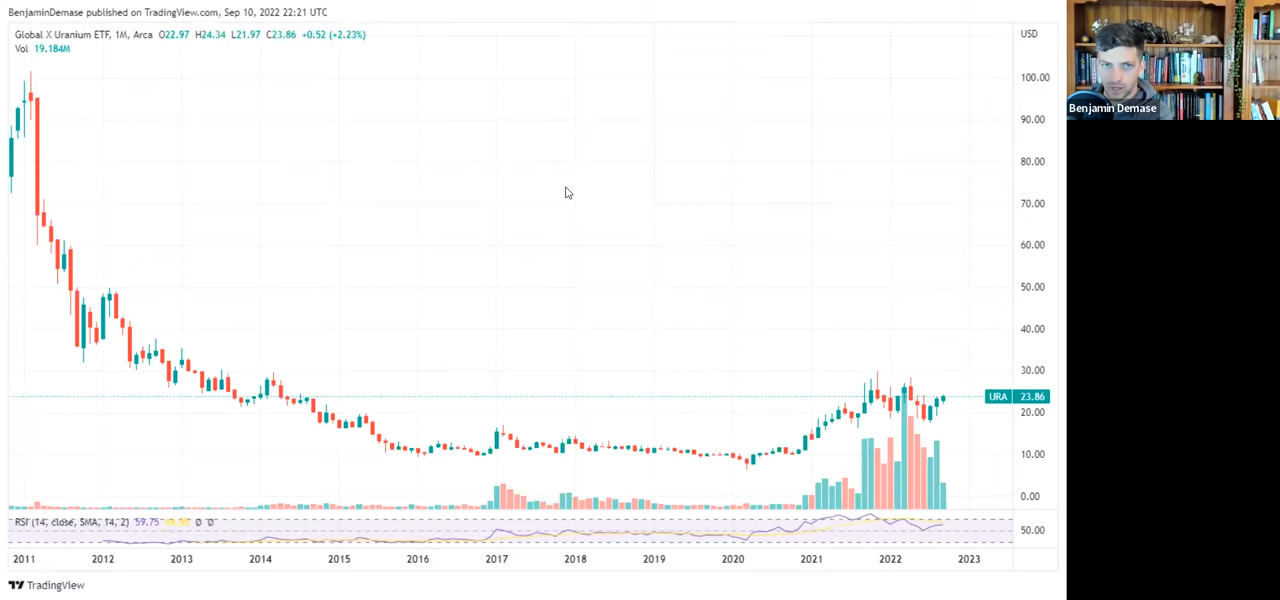 BenjaminDemase published on TradingView.com, Sep 10, 2022 22:21 UTC
Global X Uranium ETF, 1M, Arca O22.97 H24.34 L21.97 C23.86 +0.52 (+2.23%)
Vol 19.184M
USD
100.00
90.00
80.00
70.00
60.00
50.00
40.00
30.00
URA 23.86
20.00
10.00
0.00
RSI (14, close, SMA, 14, 2) 59.75 Ø Ø
50.00
2011 2012 2013 2014 2015 2016 2017 2018 2019 2020 2021 2022 2023
TradingView
Benjamin Demase